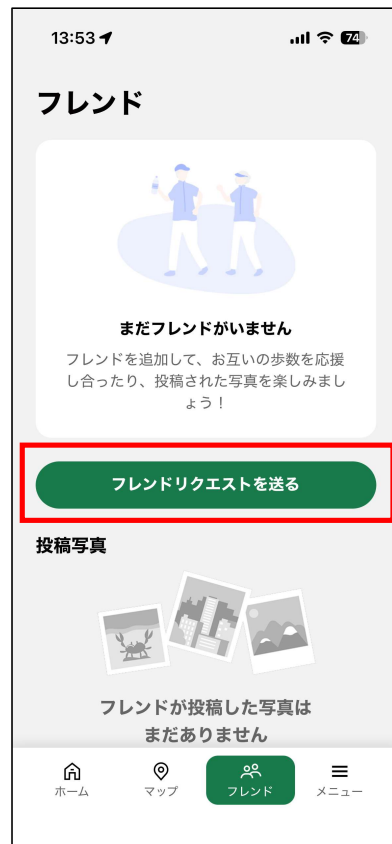 13:53
74
フレンド
まだフレンドがいません
フレンドを追加して、お互いの歩数を応援
し合ったり、投稿された写真を楽しみまし
ょう！
フレンドリクエストを送る
投稿写真
フレンドが投稿した写真は
まだありません
ホーム
マップ
フレンド
メニュー